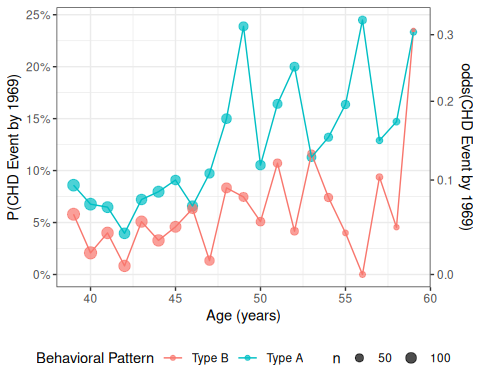 25%
20%
15%
10%
5%
0%
P(CHD Event by 1969)
0.3
0.2
0.1
0.0
odds(CHD Event by 1969)
40 45 50 55 60
Age (years)
Behavioral Pattern Type B Type A n 50 100